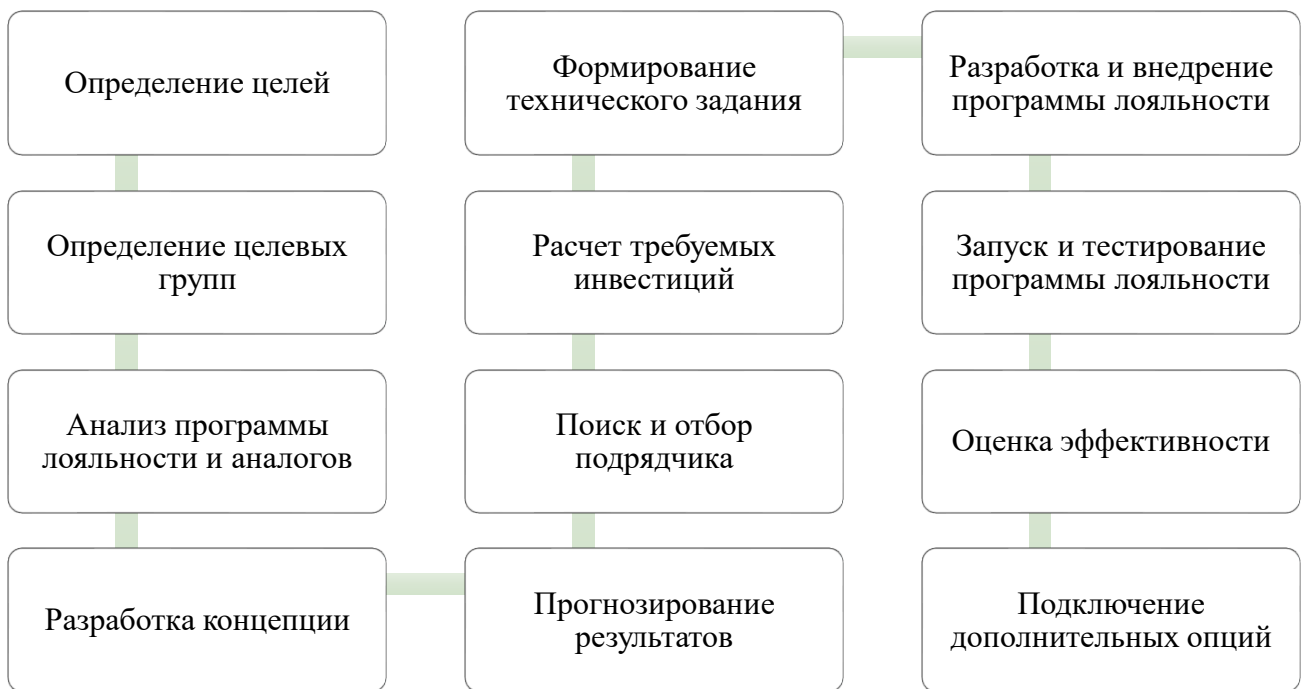 Определение целей
Определение целевых
групп
Анализ программы
лояльности и аналогов
Разработка концепции
Прогнозирование
результатов
Поиск и отбор
подрядчика
Расчет требуемых
инвестиций
Формирование
технического задания
Разработка и внедрение
программы лояльности
Запуск и тестирование
программы лояльности
Оценка эффективности
Подключение
дополнительных опций